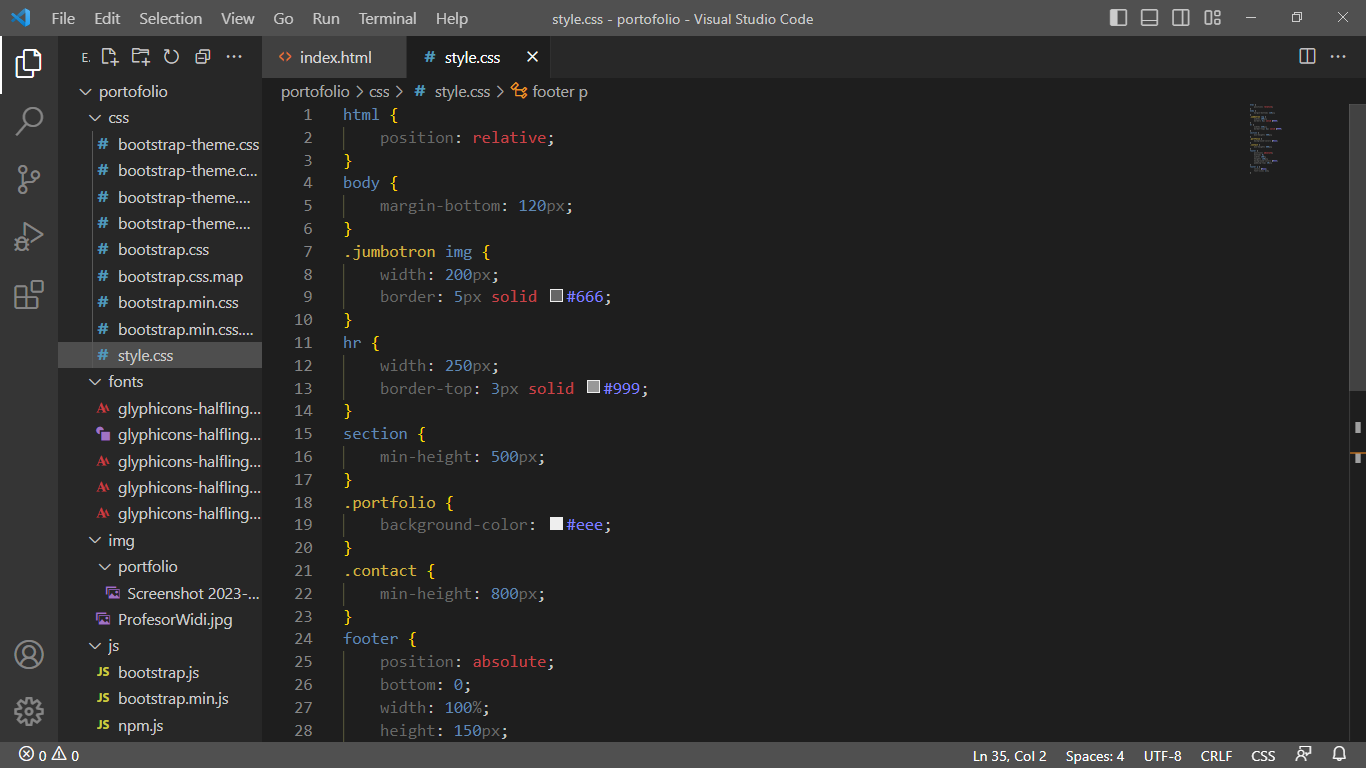 File Edit Selection View Go Run Terminal Help
style.css - portofolio - Visual Studio Code
E.
portofolio
css
bootstrap-theme.css
bootstrap-theme.c...
bootstrap-theme....
bootstrap-theme....
bootstrap.css
bootstrap.css.map
bootstrap.min.css
bootstrap.min.css....
style.css
fonts
glyphicons-halfling...
glyphicons-halfling...
glyphicons-halfling...
glyphicons-halfling...
glyphicons-halfling...
img
portfolio
Screenshot 2023-...
ProfesorWidi.jpg
js
JS bootstrap.js
JS bootstrap.min.js
JS npm.js
index.html
# style.css
portofolio > css > # style.css > footer p
1 html {
2 position: relative;
3 }
4 body {
5 margin-bottom: 120px;
6 }
7 .jumbotron img {
8 width: 200px;
9 border: 5px solid #666;
10 }
11 hr {
12 width: 250px;
13 border-top: 3px solid #999;
14 }
15 section {
16 min-height: 500px;
17 }
18 .portfolio {
19 background-color: #eee;
20 }
21 .contact {
22 min-height: 800px;
23 }
24 footer {
25 position: absolute;
26 bottom: 0;
27 width: 100%;
28 height: 150px;
0 0
Ln 35, Col 2 Spaces: 4 UTF-8 CRLF CSS